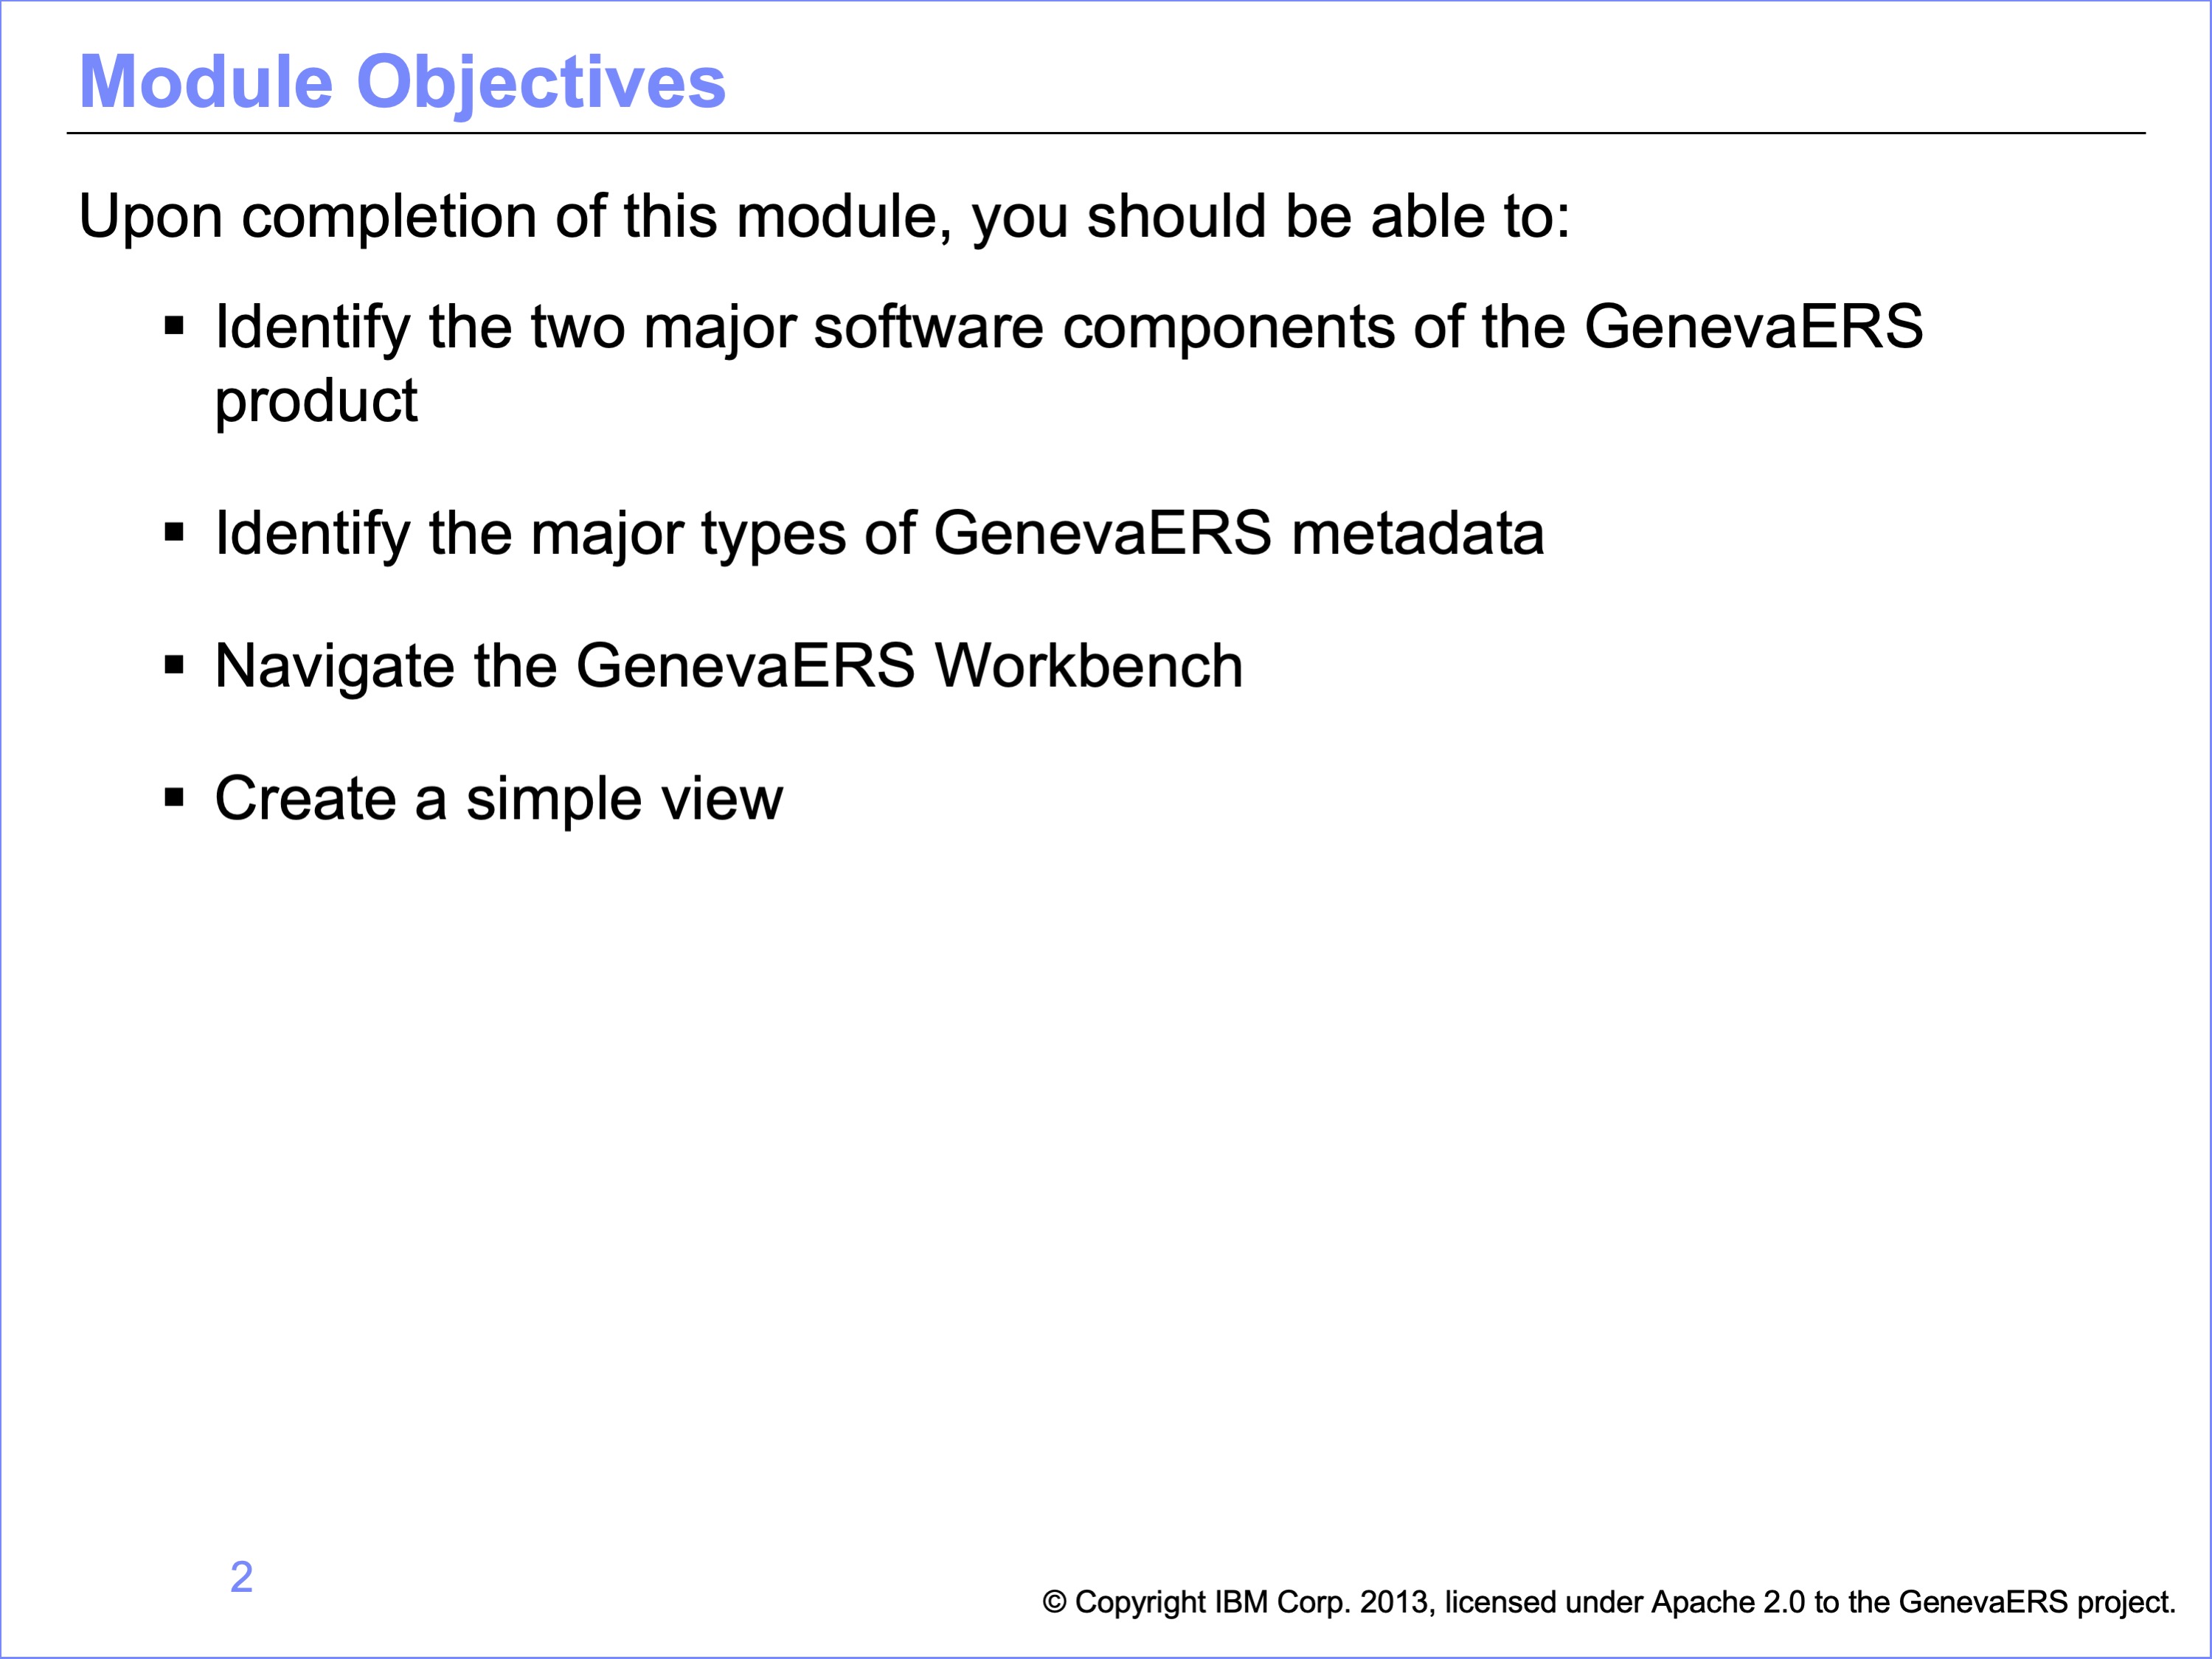 Module Objectives
Upon completion of this module, you should be able to:
▪ Identify the two major software components of the GenevaERS
product
▪ Identify the major types of GenevaERS metadata
▪ Navigate the GenevaERS Workbench
▪ Create a simple view
2
© Copyright IBM Corp. 2013, licensed under Apache 2.0 to the GenevaERS project.